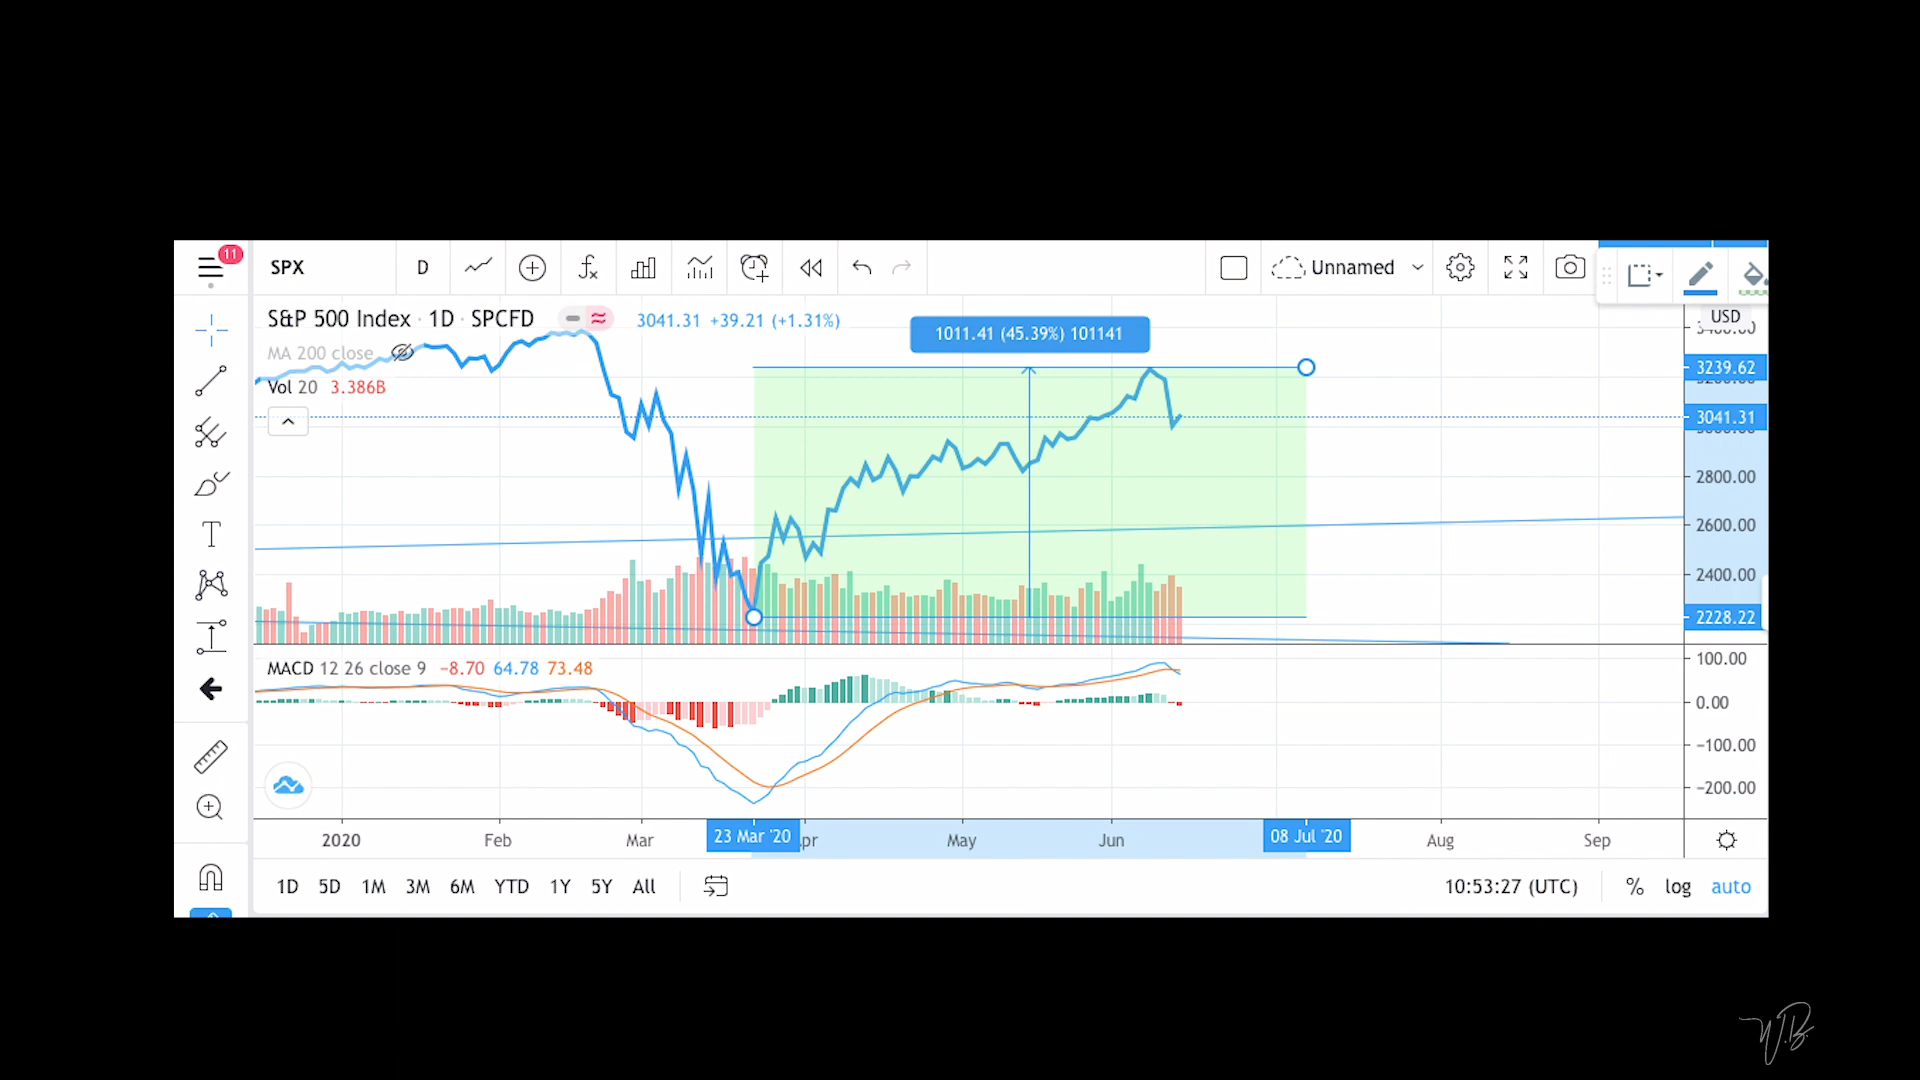 11
SPX D Unnamed
S&P 500 Index · 1D · SPCFD 3041.31 +39.21 (+1.31%)
MA 200 close
Vol 20 3.386B
1011.41 (45.39%) 101141
USD
3239.62
3041.31
2800.00
2600.00
2400.00
2228.22
MACD 12 26 close 9 −8.70 64.78 73.48
100.00
0.00
−100.00
−200.00
2020 Feb Mar 23 Mar '20 May Jun 08 Jul '20 Aug Sep
1D 5D 1M 3M 6M YTD 1Y 5Y All 10:53:27 (UTC) % log auto
W.B.